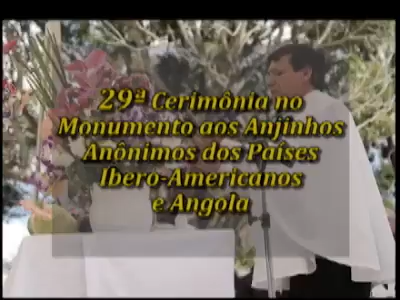 29ª Cerimônia no
Monumento aos Anjinhos
Anônimos dos Países
Ibero-Americanos
e Angola